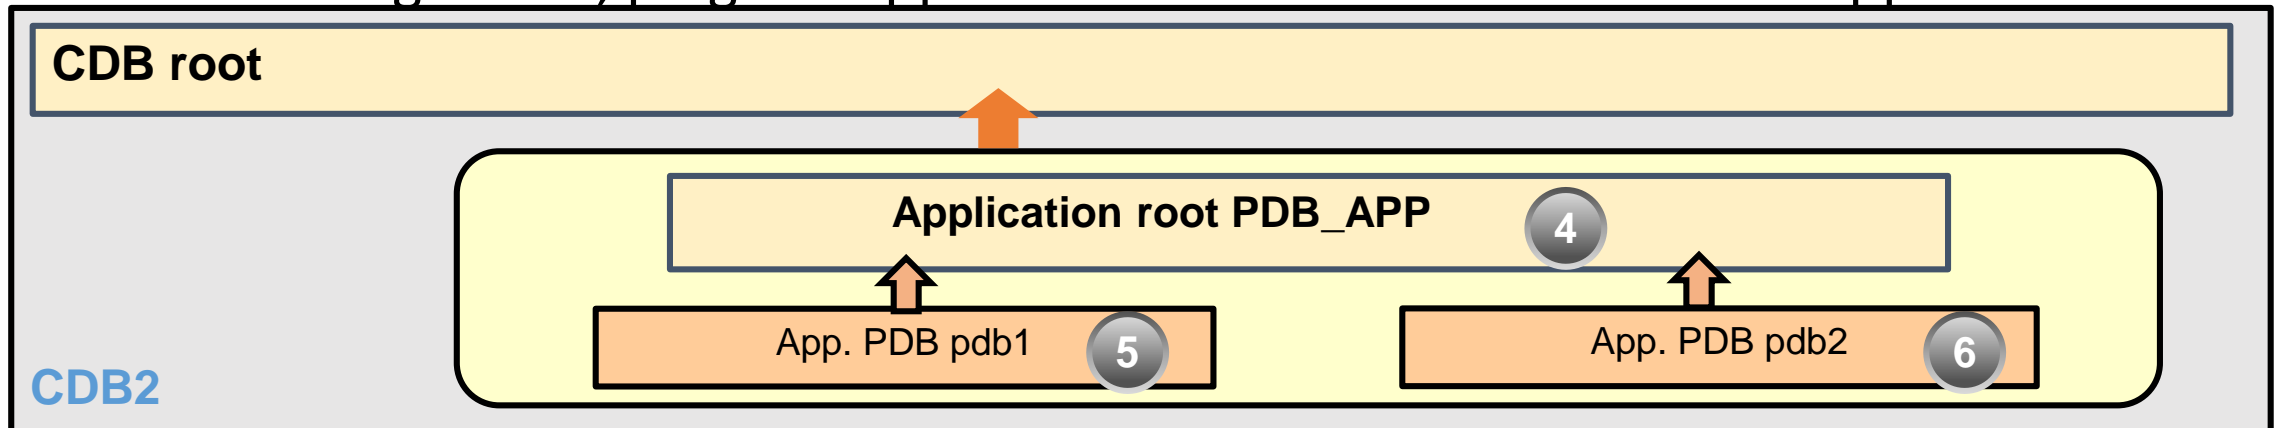 CDB root
Application root PDB_APP 4
App. PDB pdb1 5
App. PDB pdb2 6
CDB2